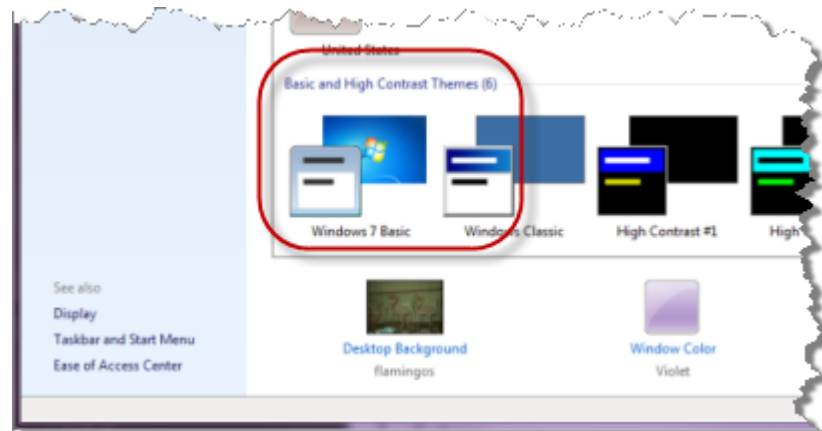 United States
Basic and High Contrast Themes (6)
Windows 7 Basic
Windows Classic
High Contrast #1
High
See also
Display
Taskbar and Start Menu
Ease of Access Center
Desktop Background
flamingos
Window Color
Violet